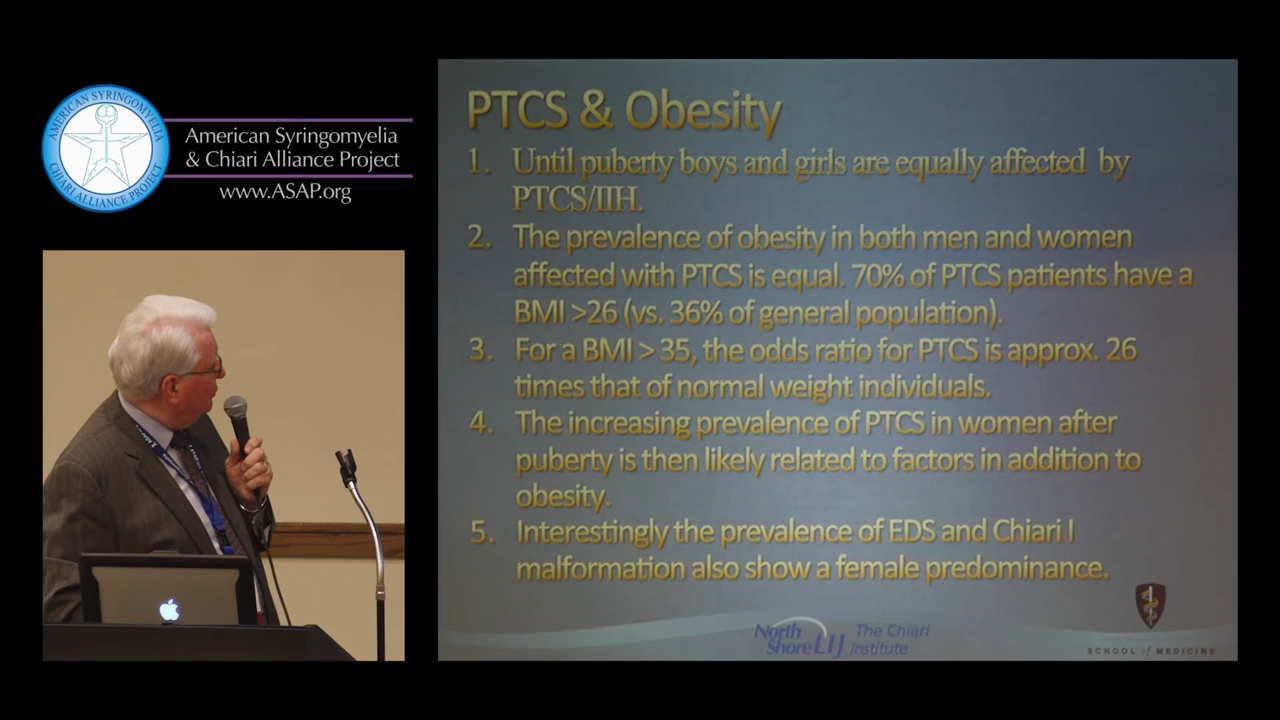 AMERICAN SYRINGOMYELIA
CHIARI ALLIANCE PROJECT
American Syringomyelia
& Chiari Alliance Project
www.ASAP.org
PTCS & Obesity
1. Until puberty boys and girls are equally affected by
PTCS/IIH.
2. The prevalence of obesity in both men and women
affected with PTCS is equal. 70% of PTCS patients have a
BMI >26 (vs. 36% of general population).
3. For a BMI > 35, the odds ratio for PTCS is approx. 26
times that of normal weight individuals.
4. The increasing prevalence of PTCS in women after
puberty is then likely related to factors in addition to
obesity.
5. Interestingly the prevalence of EDS and Chiari I
malformation also show a female predominance.
North
Shore LIJ
The Chiari
Institute
SCHOOL of MEDICINE